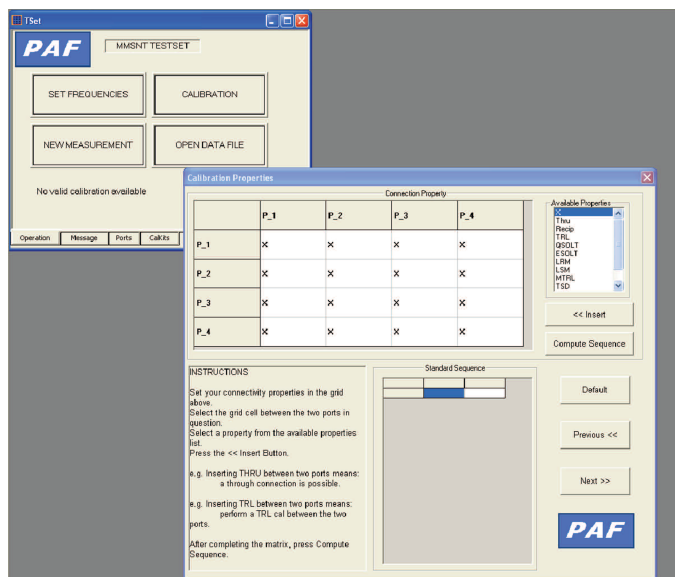 TSet
PAF
MMSNT TESTSET
SET FREQUENCIES
CALIBRATION
NEW MEASUREMENT
OPEN DATA FILE
No valid calibration available
Operation
Message
Ports
CalKits
Calibration Properties
Connection Property
P_1 P_2 P_3 P_4
P_1 X X X X
P_2 X X X X
P_3 X X X X
P_4 X X X X
Available Properties
X
Thru
Recip
TRL
QSOLT
ESOLT
LRM
LSM
MTRL
TSD
<< Insert
Compute Sequence
INSTRUCTIONS
Set your connectivity properties in the grid
above.
Select the grid cell between the two ports in
question.
Select a property from the available properties
list.
Press the << Insert Button.
e.g. Inserting THRU between two ports means:
a through connection is possible.
e.g. Inserting TRL between two ports means:
perform a TRL cal between the two
ports.
After completing the matrix, press Compute
Sequence.
Standard Sequence
Default
Previous <<
Next >>
PAF